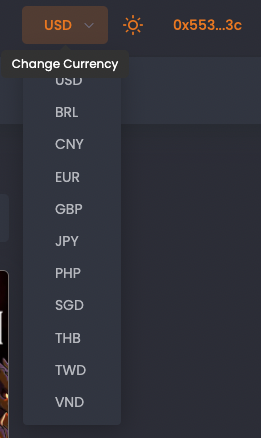 USD
0x553...3c
Change Currency
USD
BRL
CNY
EUR
GBP
JPY
PHP
SGD
THB
TWD
VND